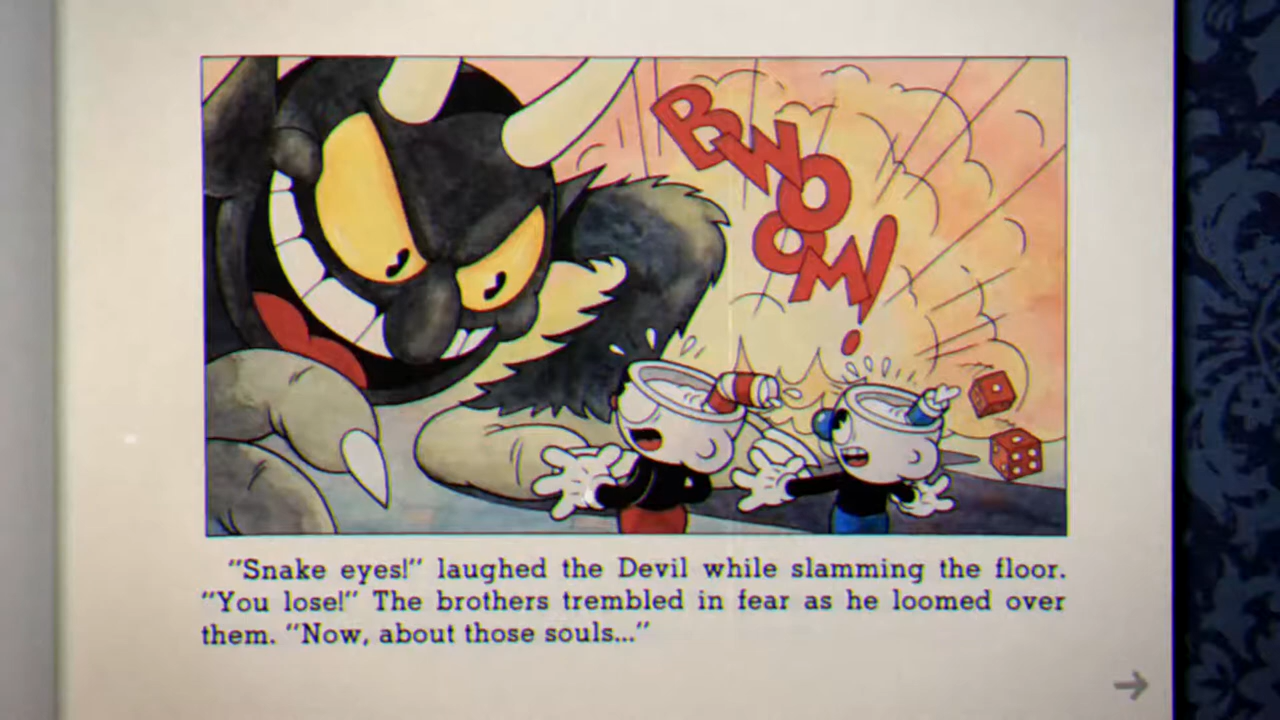 BWOOM!
"Snake eyes!" laughed the Devil while slamming the floor.
"You lose!" The brothers trembled in fear as he loomed over
them. "Now, about those souls..."